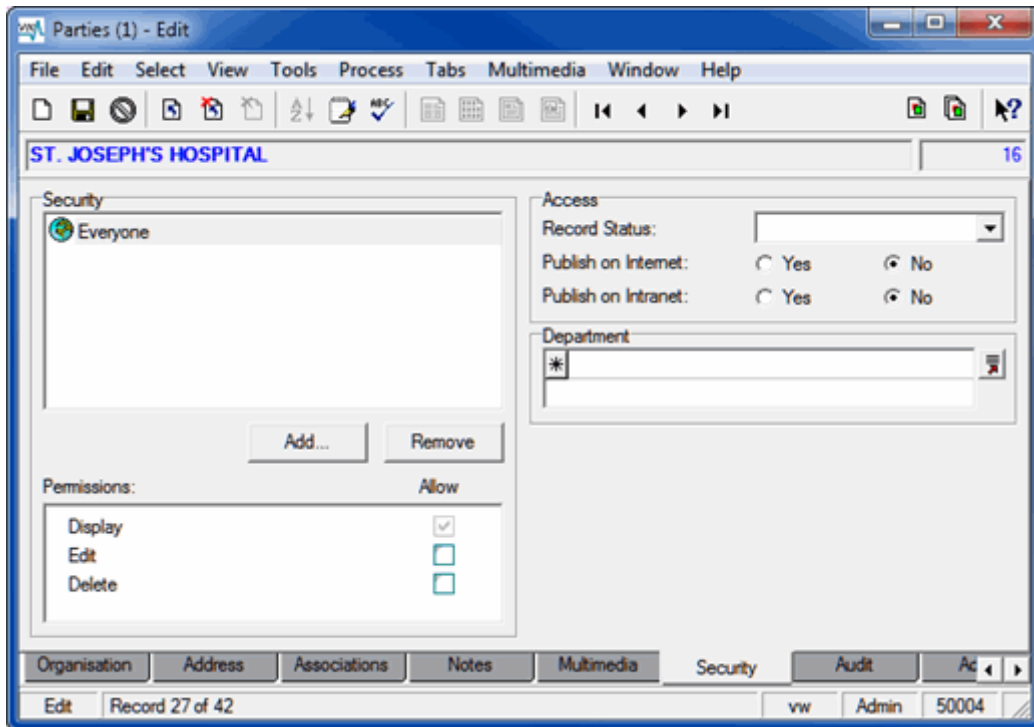 Parties (1) - Edit
File Edit Select View Tools Process Tabs Multimedia Window Help
ST. JOSEPH'S HOSPITAL 16
Security
Everyone
Add... Remove
Permissions: Allow
Display
Edit
Delete
Access
Record Status:
Publish on Internet: Yes No
Publish on Intranet: Yes No
Department
Organisation Address Associations Notes Multimedia Security Audit Ac
Edit Record 27 of 42 vw Admin 50004